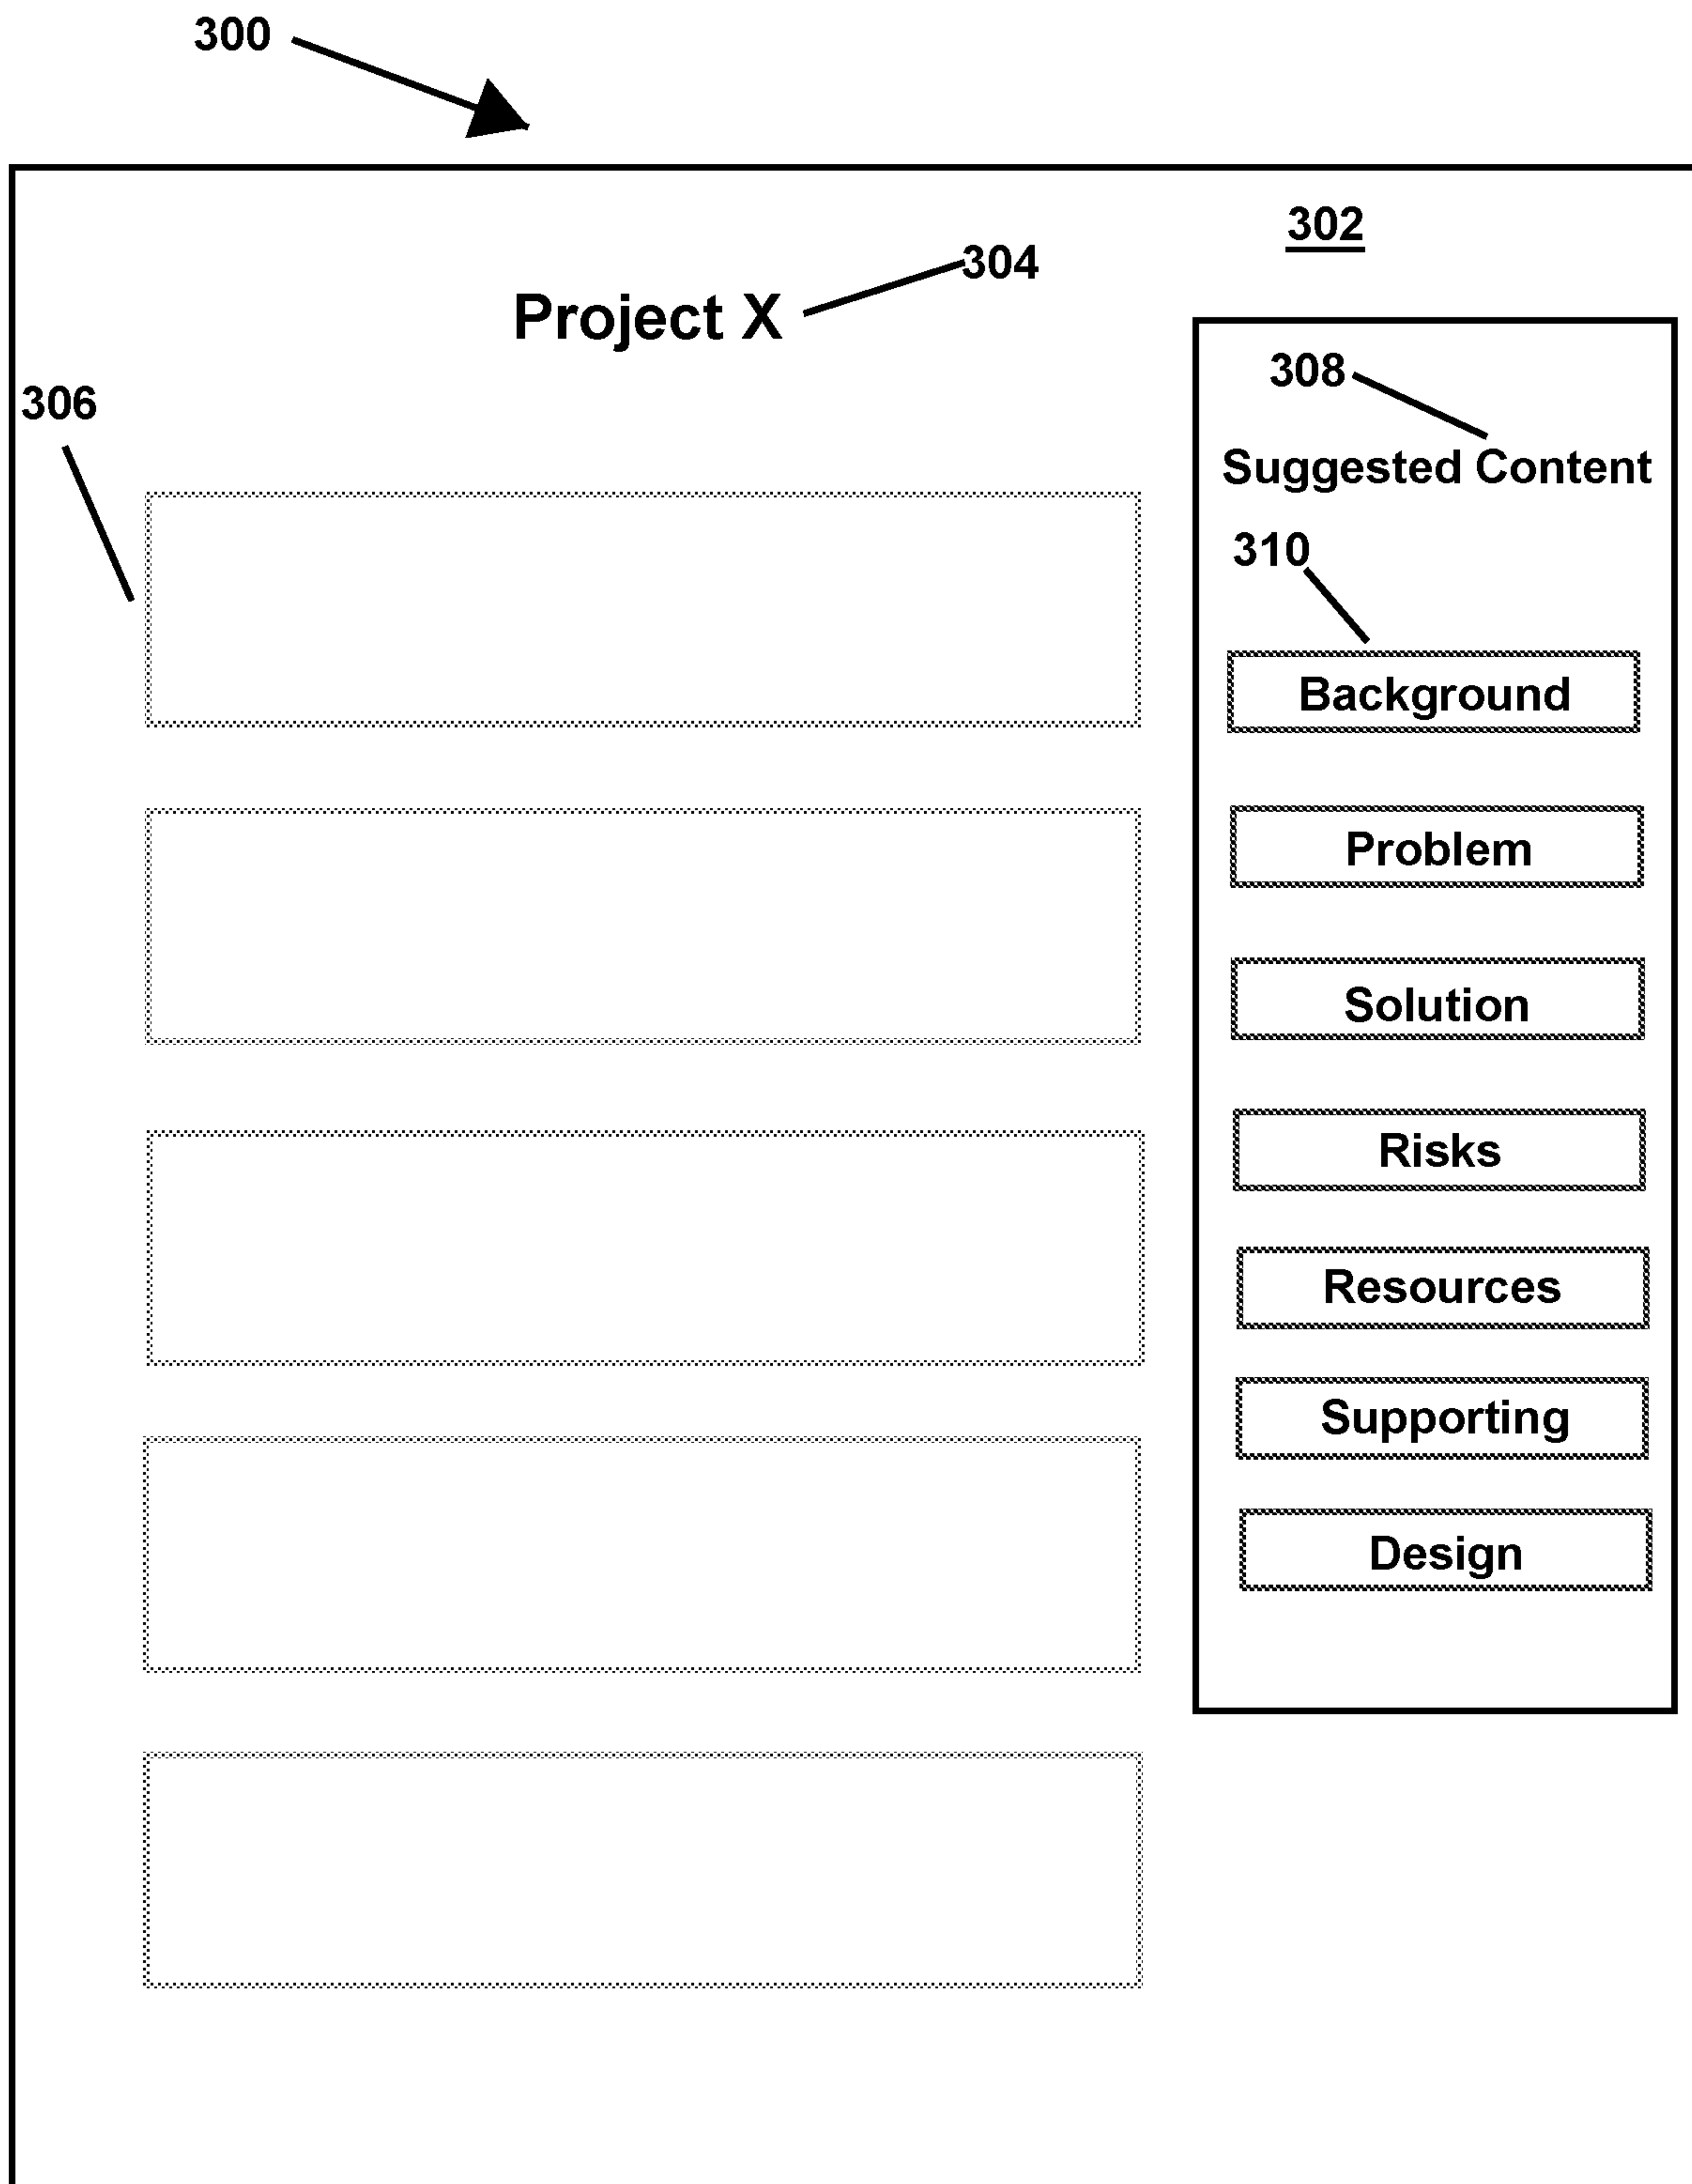 300
302
304
Project X
308
306
Suggested Content
310
Background
Problem
Solution
Risks
Resources
Supporting
Design